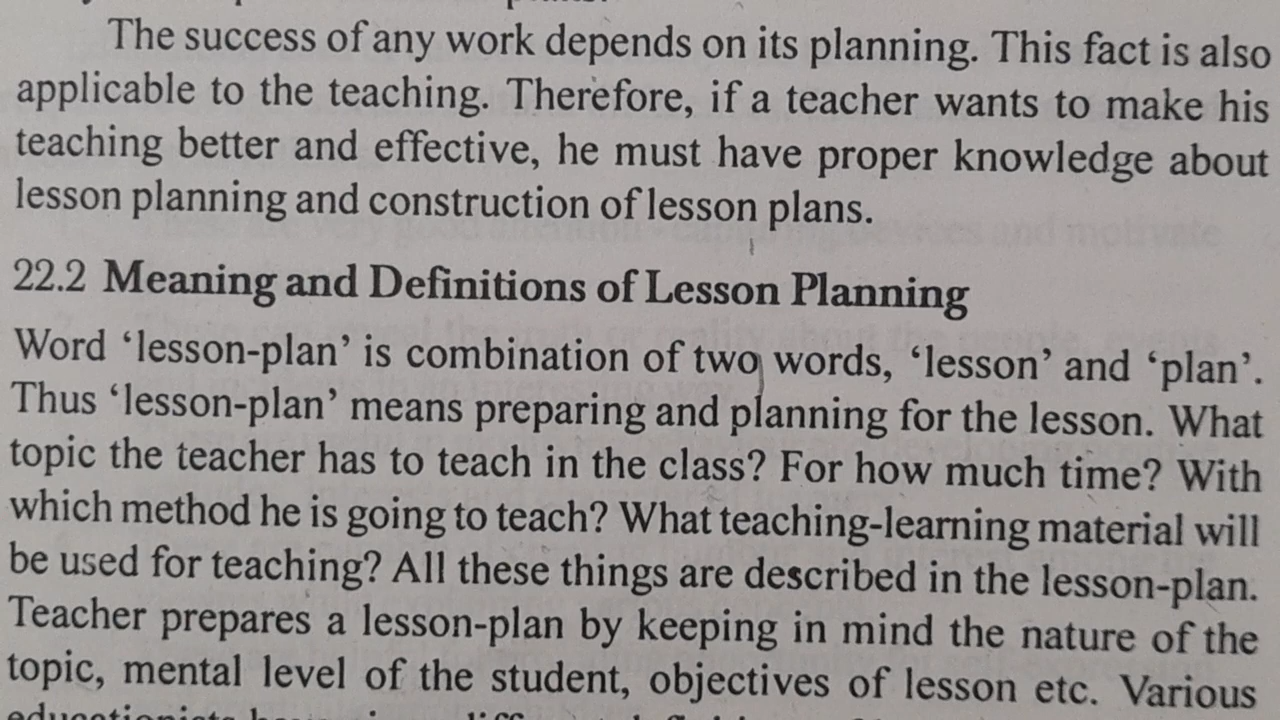 The success of any work depends on its planning. This fact is also
applicable to the teaching. Therefore, if a teacher wants to make his
teaching better and effective, he must have proper knowledge about
lesson planning and construction of lesson plans.
22.2 Meaning and Definitions of Lesson Planning
Word ‘lesson-plan’ is combination of two words, ‘lesson’ and ‘plan’.
Thus ‘lesson-plan’ means preparing and planning for the lesson. What
topic the teacher has to teach in the class? For how much time? With
which method he is going to teach? What teaching-learning material will
be used for teaching? All these things are described in the lesson-plan.
Teacher prepares a lesson-plan by keeping in mind the nature of the
topic, mental level of the student, objectives of lesson etc. Various